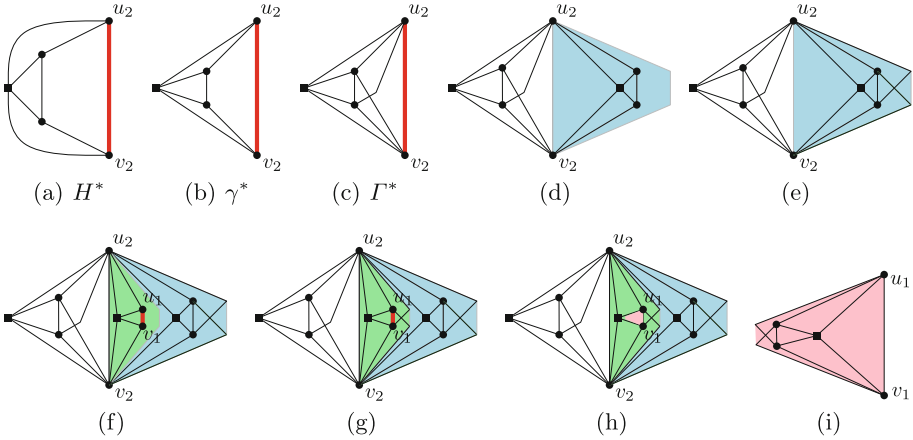 u₂ u₂ u₂ u₂ u₂
v₂ v₂ v₂ v₂ v₂
(a) H* (b) γ* (c) Γ* (d) (e)
u₂ u₂ u₂
u₁ u₁ u₁ u₁
v₁ v₁ v₁ v₁
v₂ v₂ v₂
(f) (g) (h) (i)